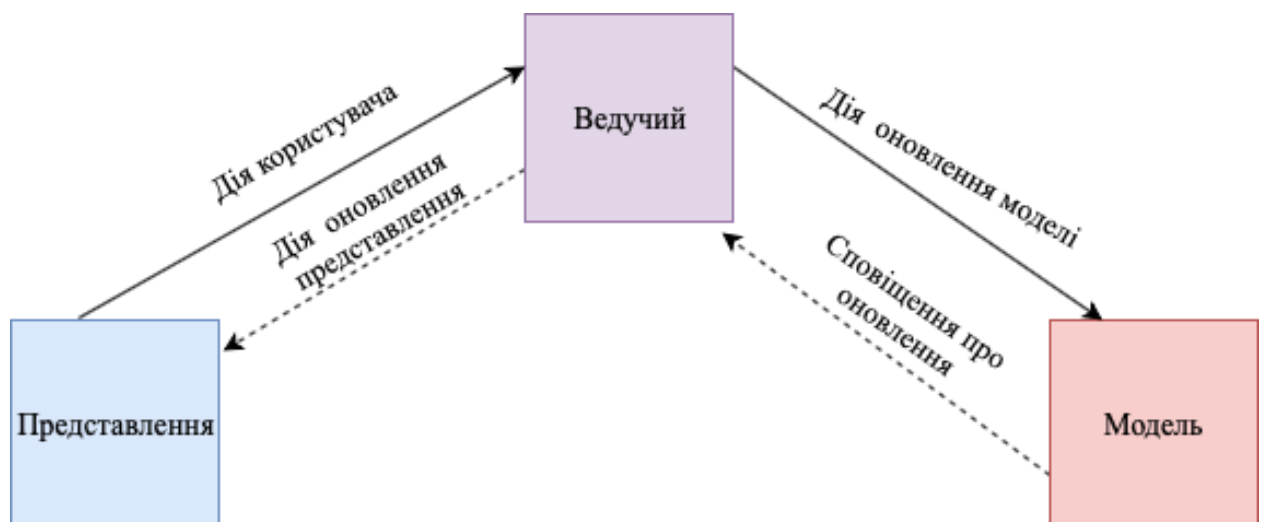 Ведучий
Дія користувача
Дія оновлення
представлення
Дія оновлення моделі
Сповіщення про
оновлення
Представлення
Модель